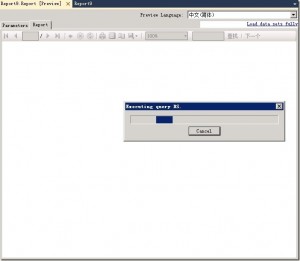 Report8.Report [Preview] × Report8
Preview Language: 中文(简体)
Parameters Report Load data sets fully
/ 100% 查找 | 下一个
Executing query DS.
Cancel